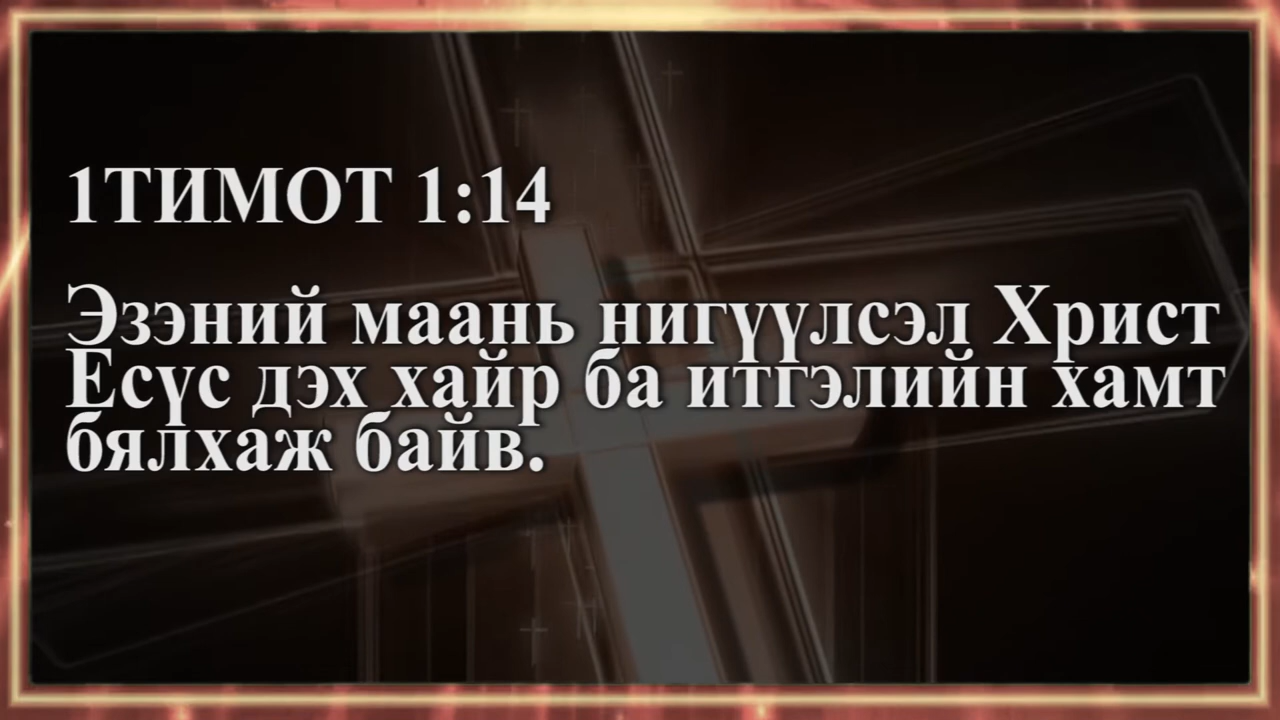 1ТИМОТ 1:14
Эзэний маань нигүүлсэл Христ
Есүс дэх хайр ба итгэлийн хамт
бялхаж байв.